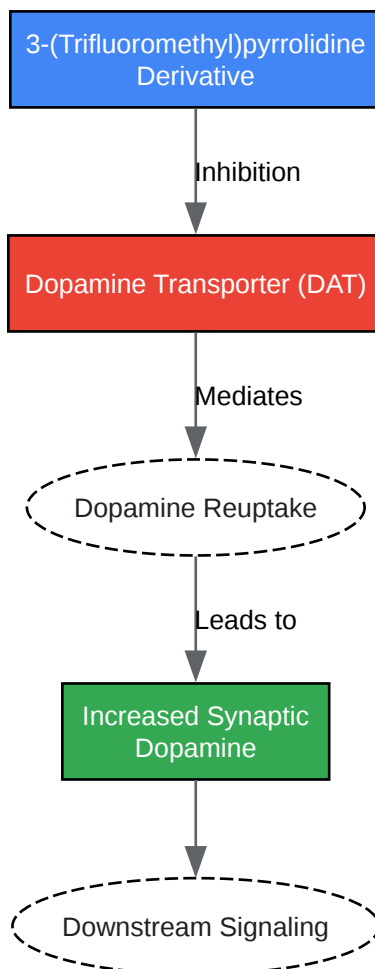 3-(Trifluoromethyl)pyrrolidine
Derivative
Inhibition
Dopamine Transporter (DAT)
Mediates
Dopamine Reuptake
Leads to
Increased Synaptic
Dopamine
Downstream Signaling